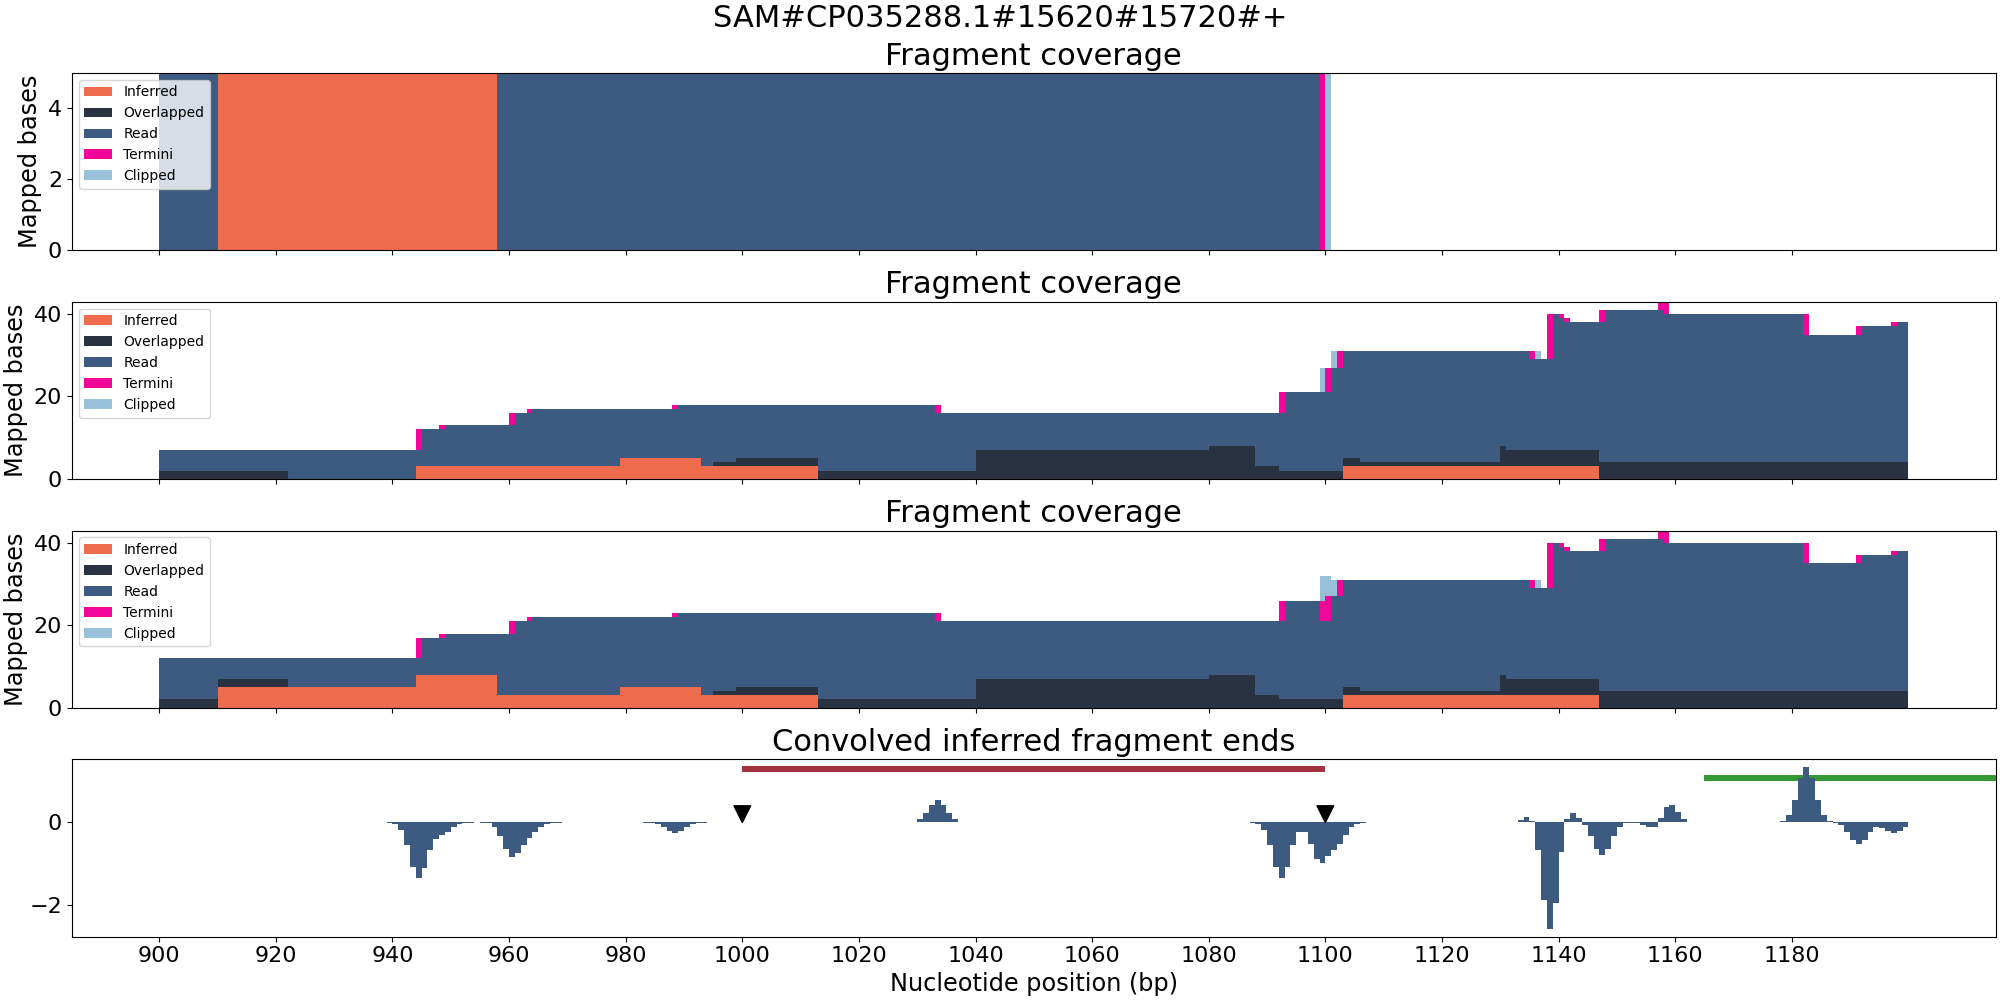 SAM#CP035288.1#15620#15720#+
Fragment coverage
Mapped bases
4
2
0
Inferred
Overlapped
Read
Termini
Clipped
Fragment coverage
Mapped bases
40
20
0
Inferred
Overlapped
Read
Termini
Clipped
Fragment coverage
Mapped bases
40
20
0
Inferred
Overlapped
Read
Termini
Clipped
Convolved inferred fragment ends
0
−2
900 920 940 960 980 1000 1020 1040 1060 1080 1100 1120 1140 1160 1180
Nucleotide position (bp)